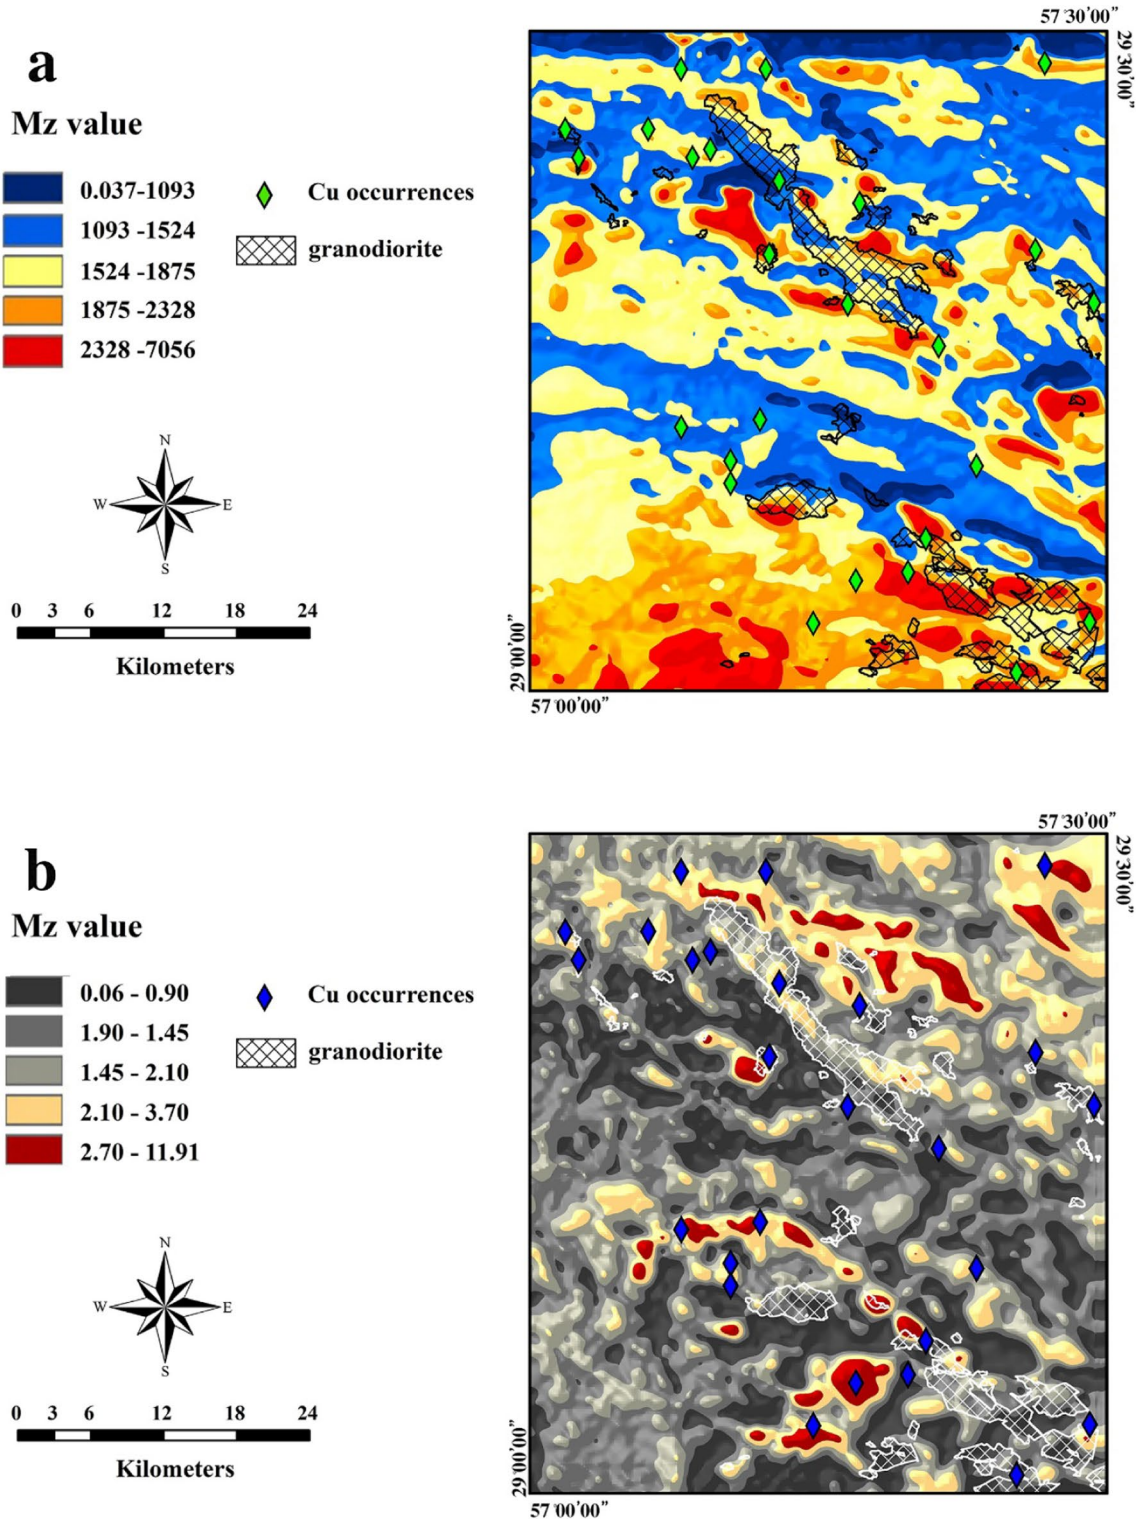 57°30'00"
a
29°30'00"
Mz value
0.037-1093
Cu occurrences
1093 -1524
granodiorite
1524 -1875
1875 -2328
2328 -7056
N
W
E
S
0 3 6 12 18 24
Kilometers
29°00'00"
57°00'00"
57°30'00"
b
29°30'00"
Mz value
0.06 - 0.90
Cu occurrences
1.90 - 1.45
granodiorite
1.45 - 2.10
2.10 - 3.70
2.70 - 11.91
N
W
E
S
0 3 6 12 18 24
Kilometers
29°00'00"
57°00'00"